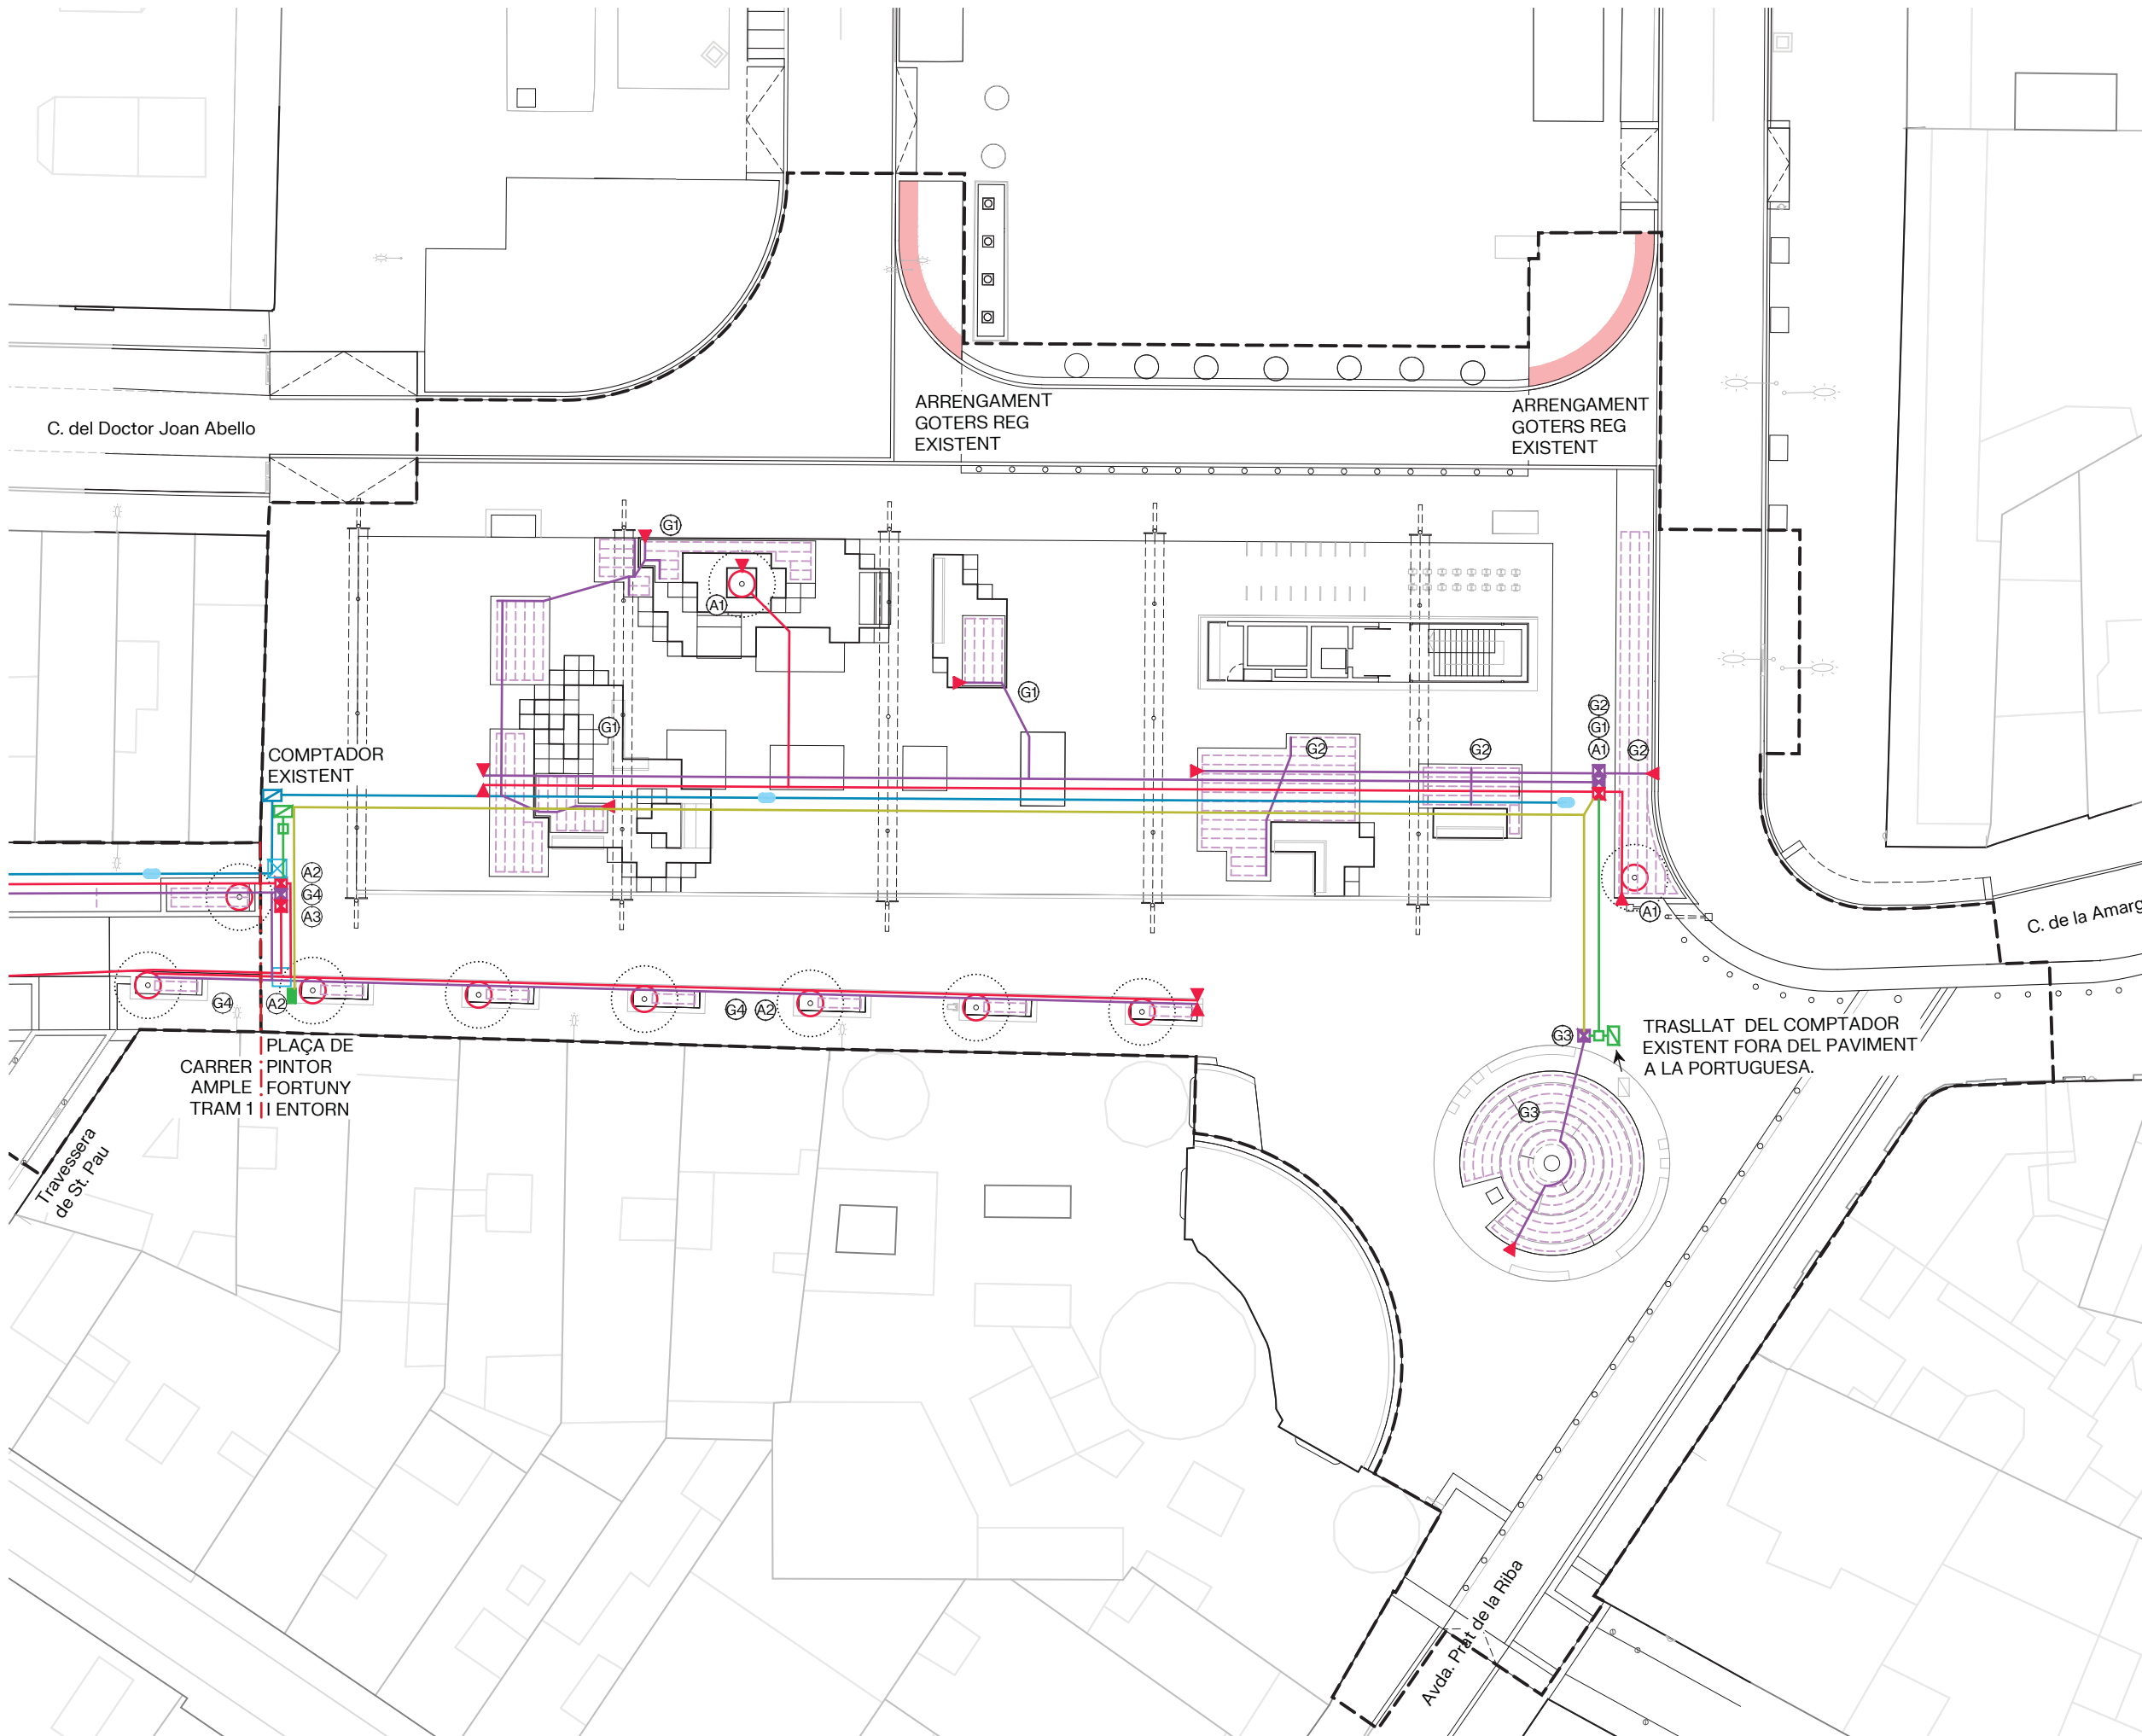 C. del Doctor Joan Abello
ARRENGAMENT
GOTERS REG
EXISTENT
ARRENGAMENT
GOTERS REG
EXISTENT
G1
A1
G1
G1
G2
G1
A1
G2
G2
G2
COMPTADOR
EXISTENT
A2
G4
A3
A1
C. de la Amarg
G4
A2
G4
A2
G3
TRASLLAT DEL COMPTADOR
EXISTENT FORA DEL PAVIMENT
A LA PORTUGUESA.
G3
CARRER
AMPLE
TRAM 1
PLAÇA DE
PINTOR
FORTUNY
I ENTORN
Travessera
de St. Pau
Avda. Prat de la Riba